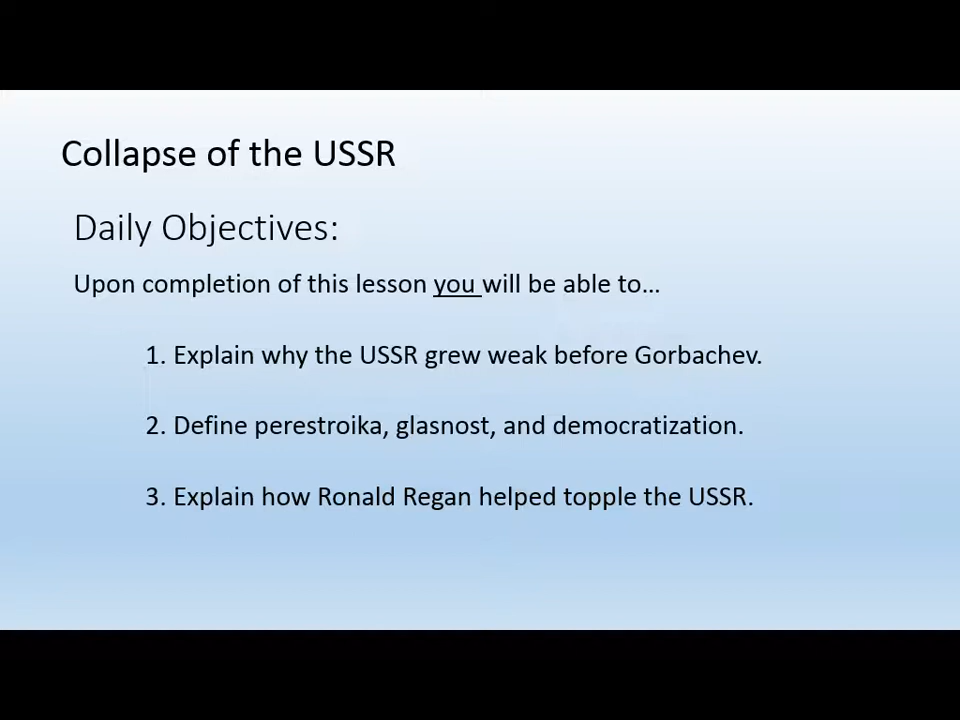 Collapse of the USSR
Daily Objectives:
Upon completion of this lesson you will be able to…
1. Explain why the USSR grew weak before Gorbachev.
2. Define perestroika, glasnost, and democratization.
3. Explain how Ronald Regan helped topple the USSR.